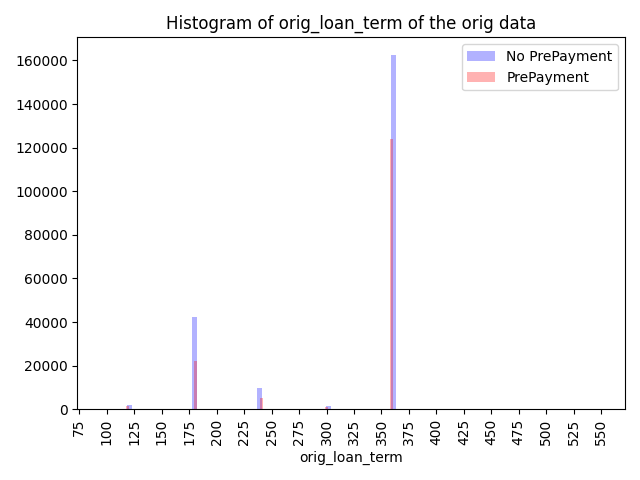 Histogram of orig_loan_term of the orig data
No PrePayment
PrePayment
160000
140000
120000
100000
80000
60000
40000
20000
0
75 100 125 150 175 200 225 250 275 300 325 350 375 400 425 450 475 500 525 550
orig_loan_term